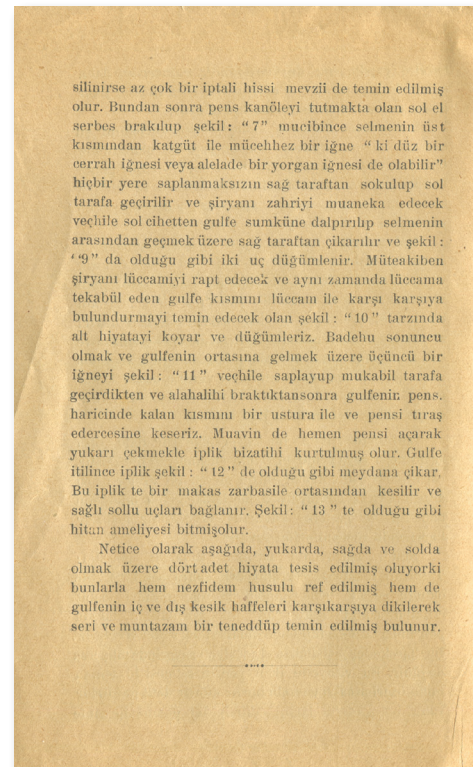 silinirse az çok bir iptali hissi mevzii de temin edilmiş
olur. Bundan sonra pens kanöleyi tutmakta olan sol el
serbes brakılup şekil: “7” mucibince selmenin üst
kısmından katgüt ile mücehhez bir iğne “ki düz bir
cerrah iğnesi veya alelade bir yorgan iğnesi de olabilir”
hiçbir yere saplanmaksızın sağ taraftan sokulup sol
tarafa geçirilir ve şiryanı zahriyi muaneka edecek
veçhile sol cihetten gulfe sumküne dalpırılıp selmenin
arasından geçmek üzere sağ taraftan çikarılır ve şekil:
“9” da olduğu gibi iki uç düğümlenir. Müteakiben
şiryanı lüccamiyi rapt edecek ve aynı zamanda lüccama
tekabül eden gulfe kısmını lüccam ile karşı karşıya
bulundurmayi temin edecek olan şekil: “10” tarzında
alt hiyatayi koyar ve düğümleriz. Badehu sonuncu
olmak ve gulfenin ortasına gelmek üzere üçüncü bir
iğneyi şekil: “11” veçhile saplayup mukabil tarafa
geçirdikten ve alahalihi braktıktansonra gulfenin pens.
haricinde kalan kısmını bir ustura ile ve pensi tıraş
edercesine keseriz. Muavin de hemen pensi açarak
yukarı çekmekle iplik bizatihi kurtulmuş olur. Gulfe
itilince iplik şekil: “12” de olduğu gibi meydana çikar.
Bu iplik te bir makas zarbasile ortasından kesilir ve
sağlı sollu uçları bağlanır. Şekil: “13” te olduğu gibi
hitan ameliyesi bitmişolur.
Netice olarak aşağıda, yukarda, sağda ve solda
olmak üzere dört adet hiyata tesis edilmiş oluyorki
bunlarla hem nezfidem husulu ref edilmiş hem de
gulfenin iç ve dış kesik haffeleri karşıkarşıya dikilerek
seri ve muntazam bir teneddüp temin edilmiş bulunur.